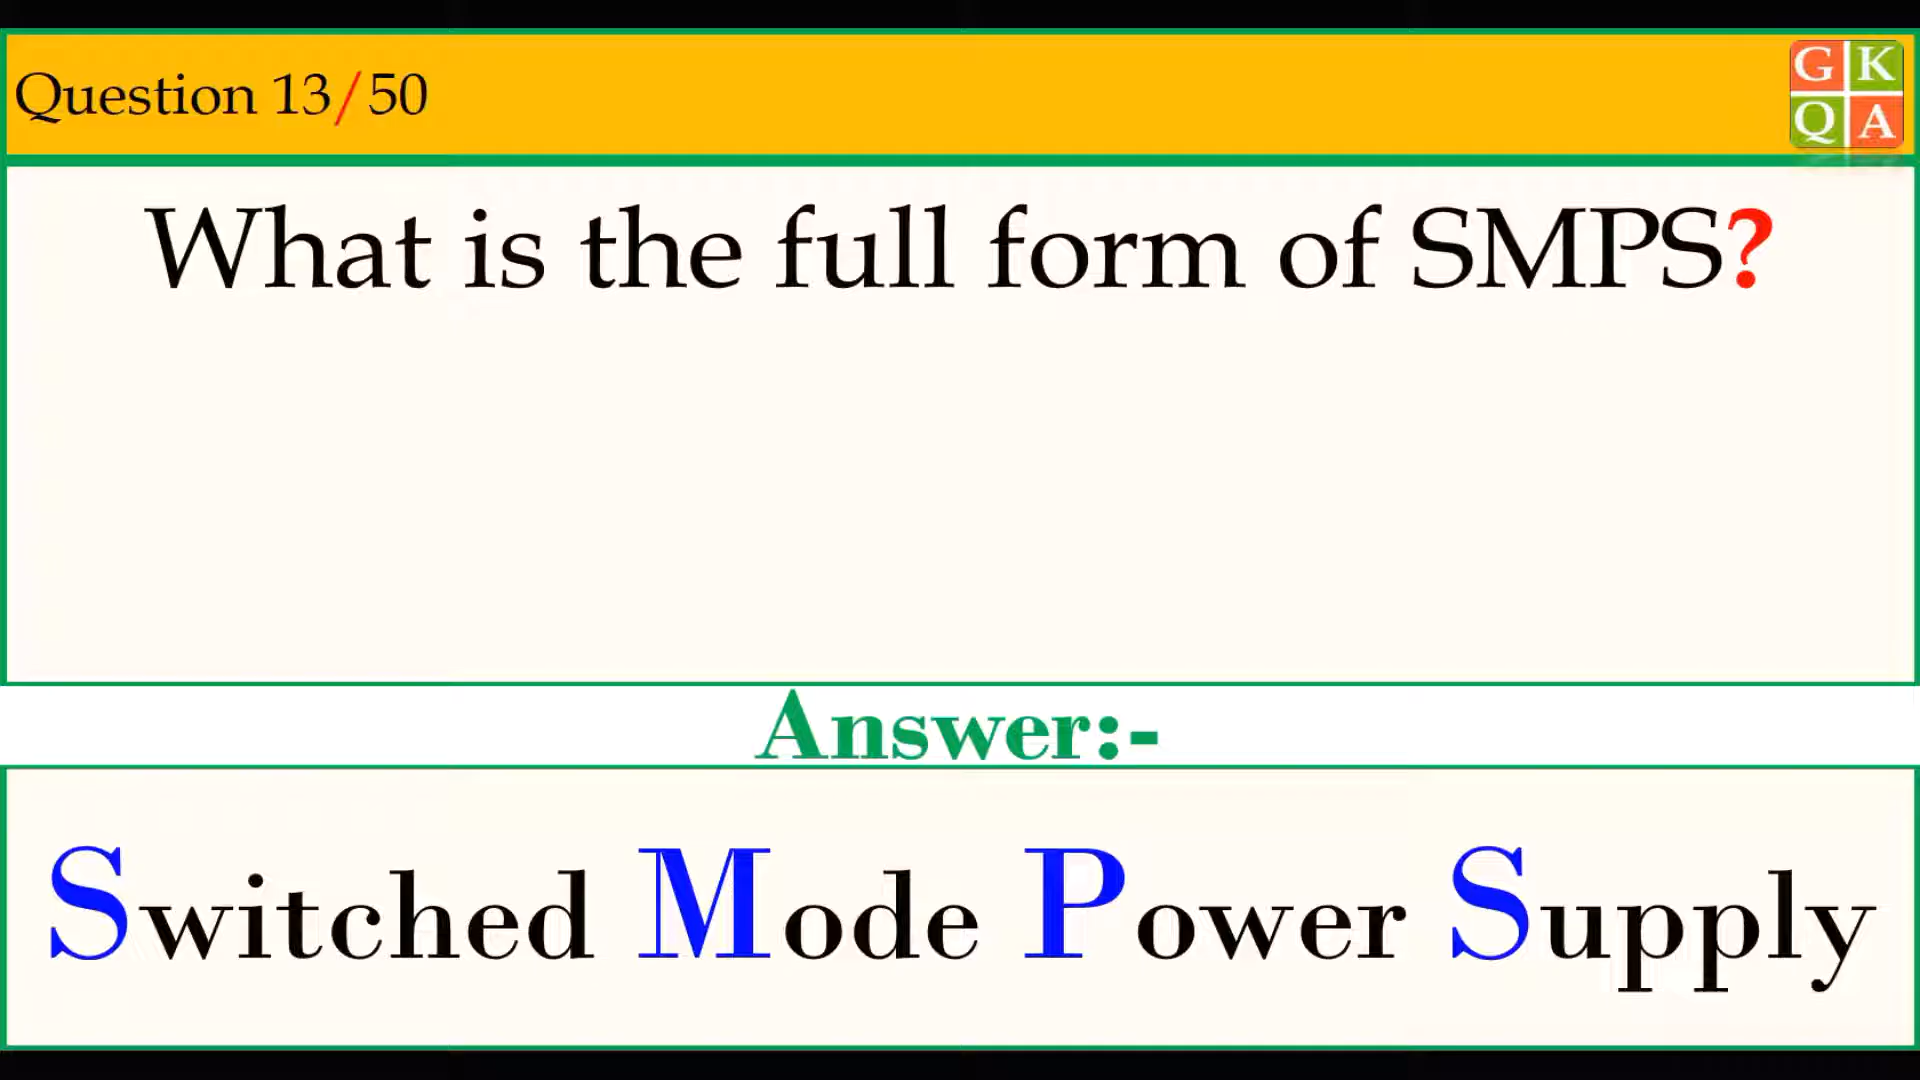 Question 13/50
G K
Q A
What is the full form of SMPS?
Answer:-
Switched Mode Power Supply